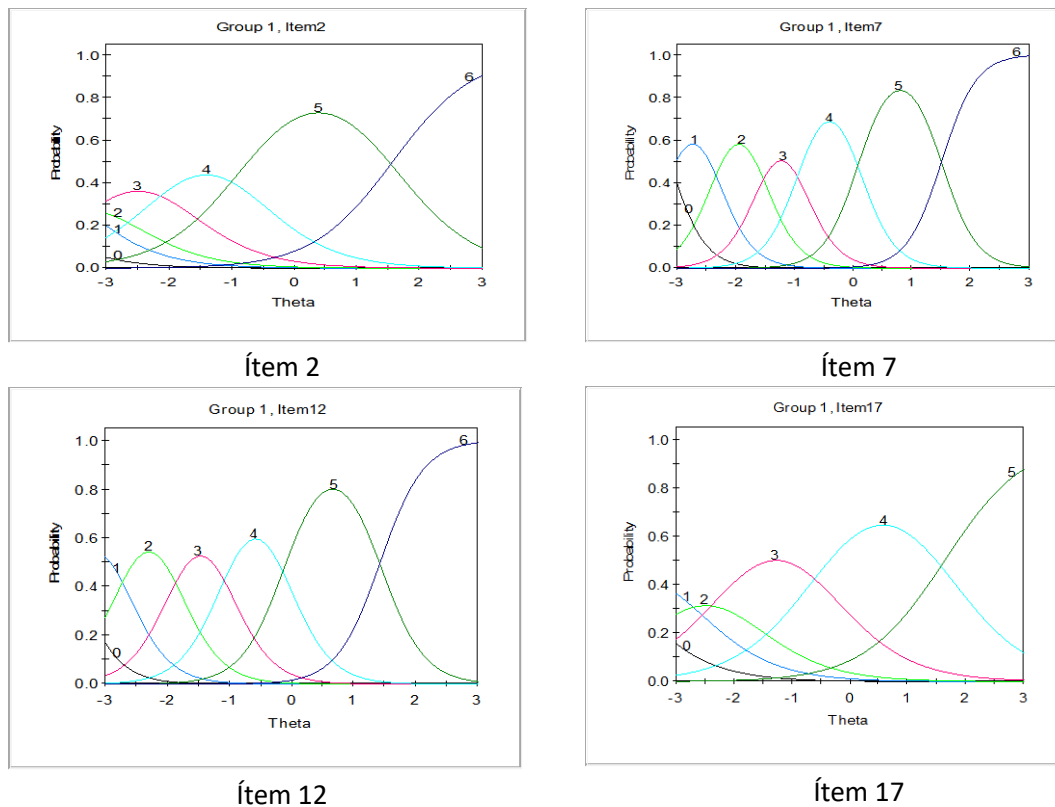 Group 1, Item2
Probability
1.0
0.8
0.6
0.4
0.2
0.0
0
1
2
3
4
5
6
-3 -2 -1 0 1 2 3
Theta
Ítem 2
Group 1, Item7
Probability
1.0
0.8
0.6
0.4
0.2
0.0
0
1
2
3
4
5
6
-3 -2 -1 0 1 2 3
Theta
Ítem 7
Group 1, Item12
Probability
1.0
0.8
0.6
0.4
0.2
0.0
0
1
2
3
4
5
6
-3 -2 -1 0 1 2 3
Theta
Ítem 12
Group 1, Item17
Probability
1.0
0.8
0.6
0.4
0.2
0.0
0
1
2
3
4
5
-3 -2 -1 0 1 2 3
Theta
Ítem 17